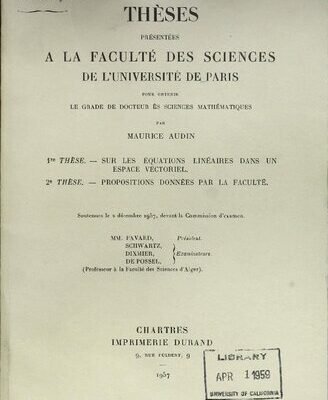 THÈSES
PRÉSENTÉES
A LA FACULTÉ DES SCIENCES
DE L'UNIVERSITÉ DE PARIS
POUR OBTENIR
LE GRADE DE DOCTEUR ÈS SCIENCES MATHÉMATIQUES
PAR
MAURICE AUDIN
1re THÈSE. — SUR LES ÉQUATIONS LINÉAIRES DANS UN
ESPACE VECTORIEL.
2e THÈSE. — PROPOSITIONS DONNÉES PAR LA FACULTÉ.
Soutenues le 2 décembre 1957, devant la Commission d'examen.
MM. FAVARD, Président.
SCHWARTZ,
DIXMIER, Examinateurs.
DE POSSEL,
(Professeur à la Faculté des Sciences d'Alger).
CHARTRES
IMPRIMERIE DURAND
9, RUE FULBERT, 9
1957
LIBRARY
APR 1 1959
UNIVERSITY OF CALIFORNIA